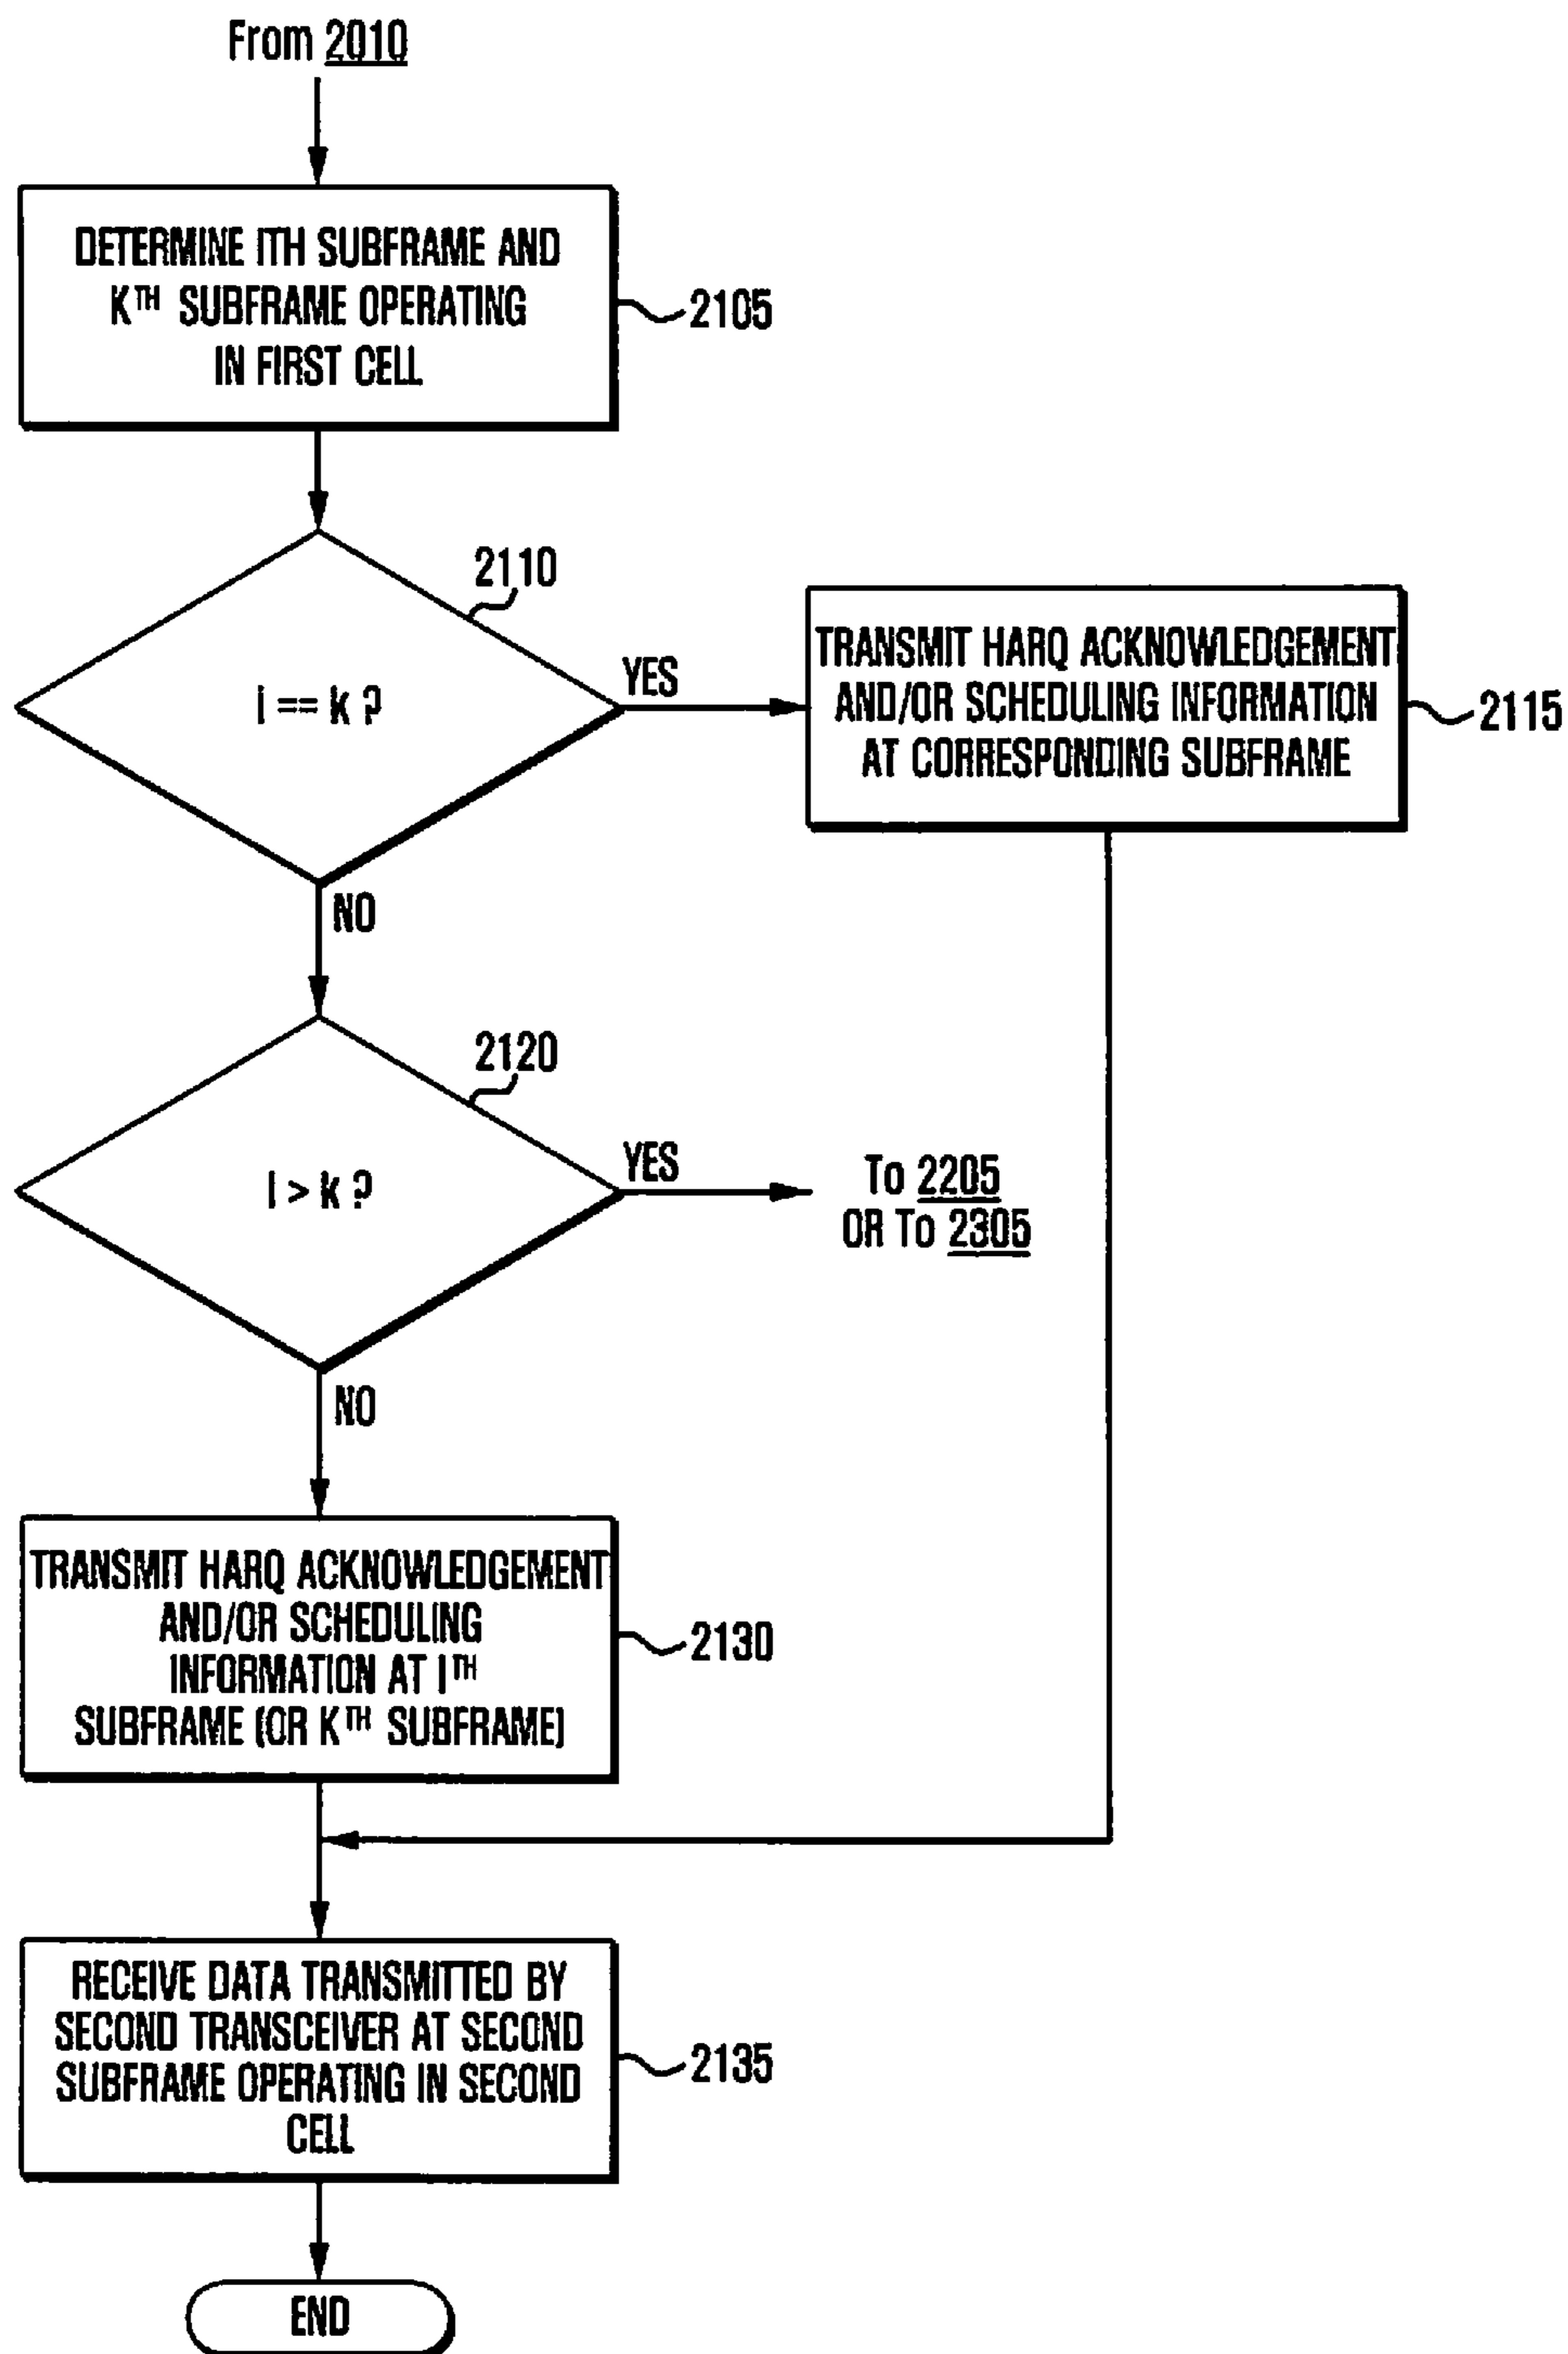 From 2010
DETERMINE ITH SUBFRAME AND
KTH SUBFRAME OPERATING
IN FIRST CELL
2105
2110
I == k ?
YES
TRANSMIT HARQ ACKNOWLEDGEMENT
AND/OR SCHEDULING INFORMATION
AT CORRESPONDING SUBFRAME
2115
NO
2120
I > k ?
YES
To 2205
OR To 2305
NO
TRANSMIT HARQ ACKNOWLEDGEMENT
AND/OR SCHEDULING
INFORMATION AT ITH
SUBFRAME (OR KTH SUBFRAME)
2130
RECEIVE DATA TRANSMITTED BY
SECOND TRANSCEIVER AT SECOND
SUBFRAME OPERATING IN SECOND
CELL
2135
END